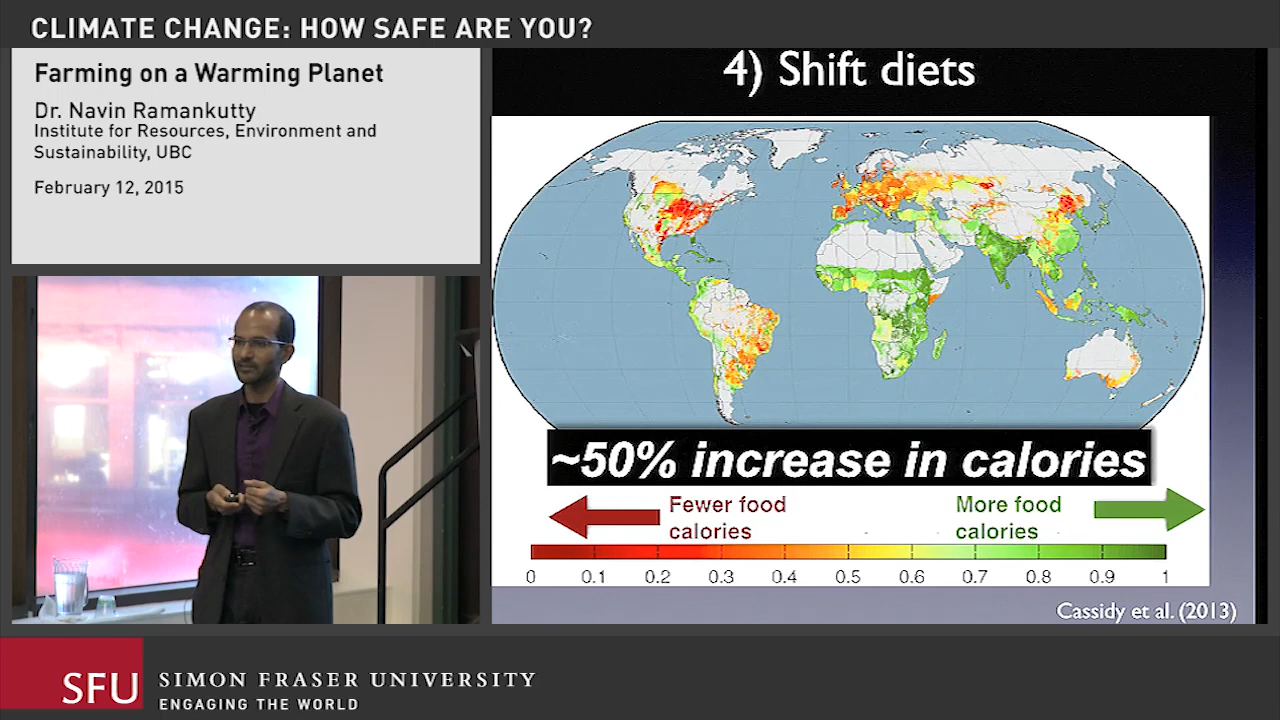 CLIMATE CHANGE: HOW SAFE ARE YOU?
Farming on a Warming Planet
Dr. Navin Ramankutty
Institute for Resources, Environment and
Sustainability, UBC
February 12, 2015
4) Shift diets
~50% increase in calories
Fewer food
calories
More food
calories
0 0.1 0.2 0.3 0.4 0.5 0.6 0.7 0.8 0.9 1
Cassidy et al. (2013)
SFU
SIMON FRASER UNIVERSITY
ENGAGING THE WORLD